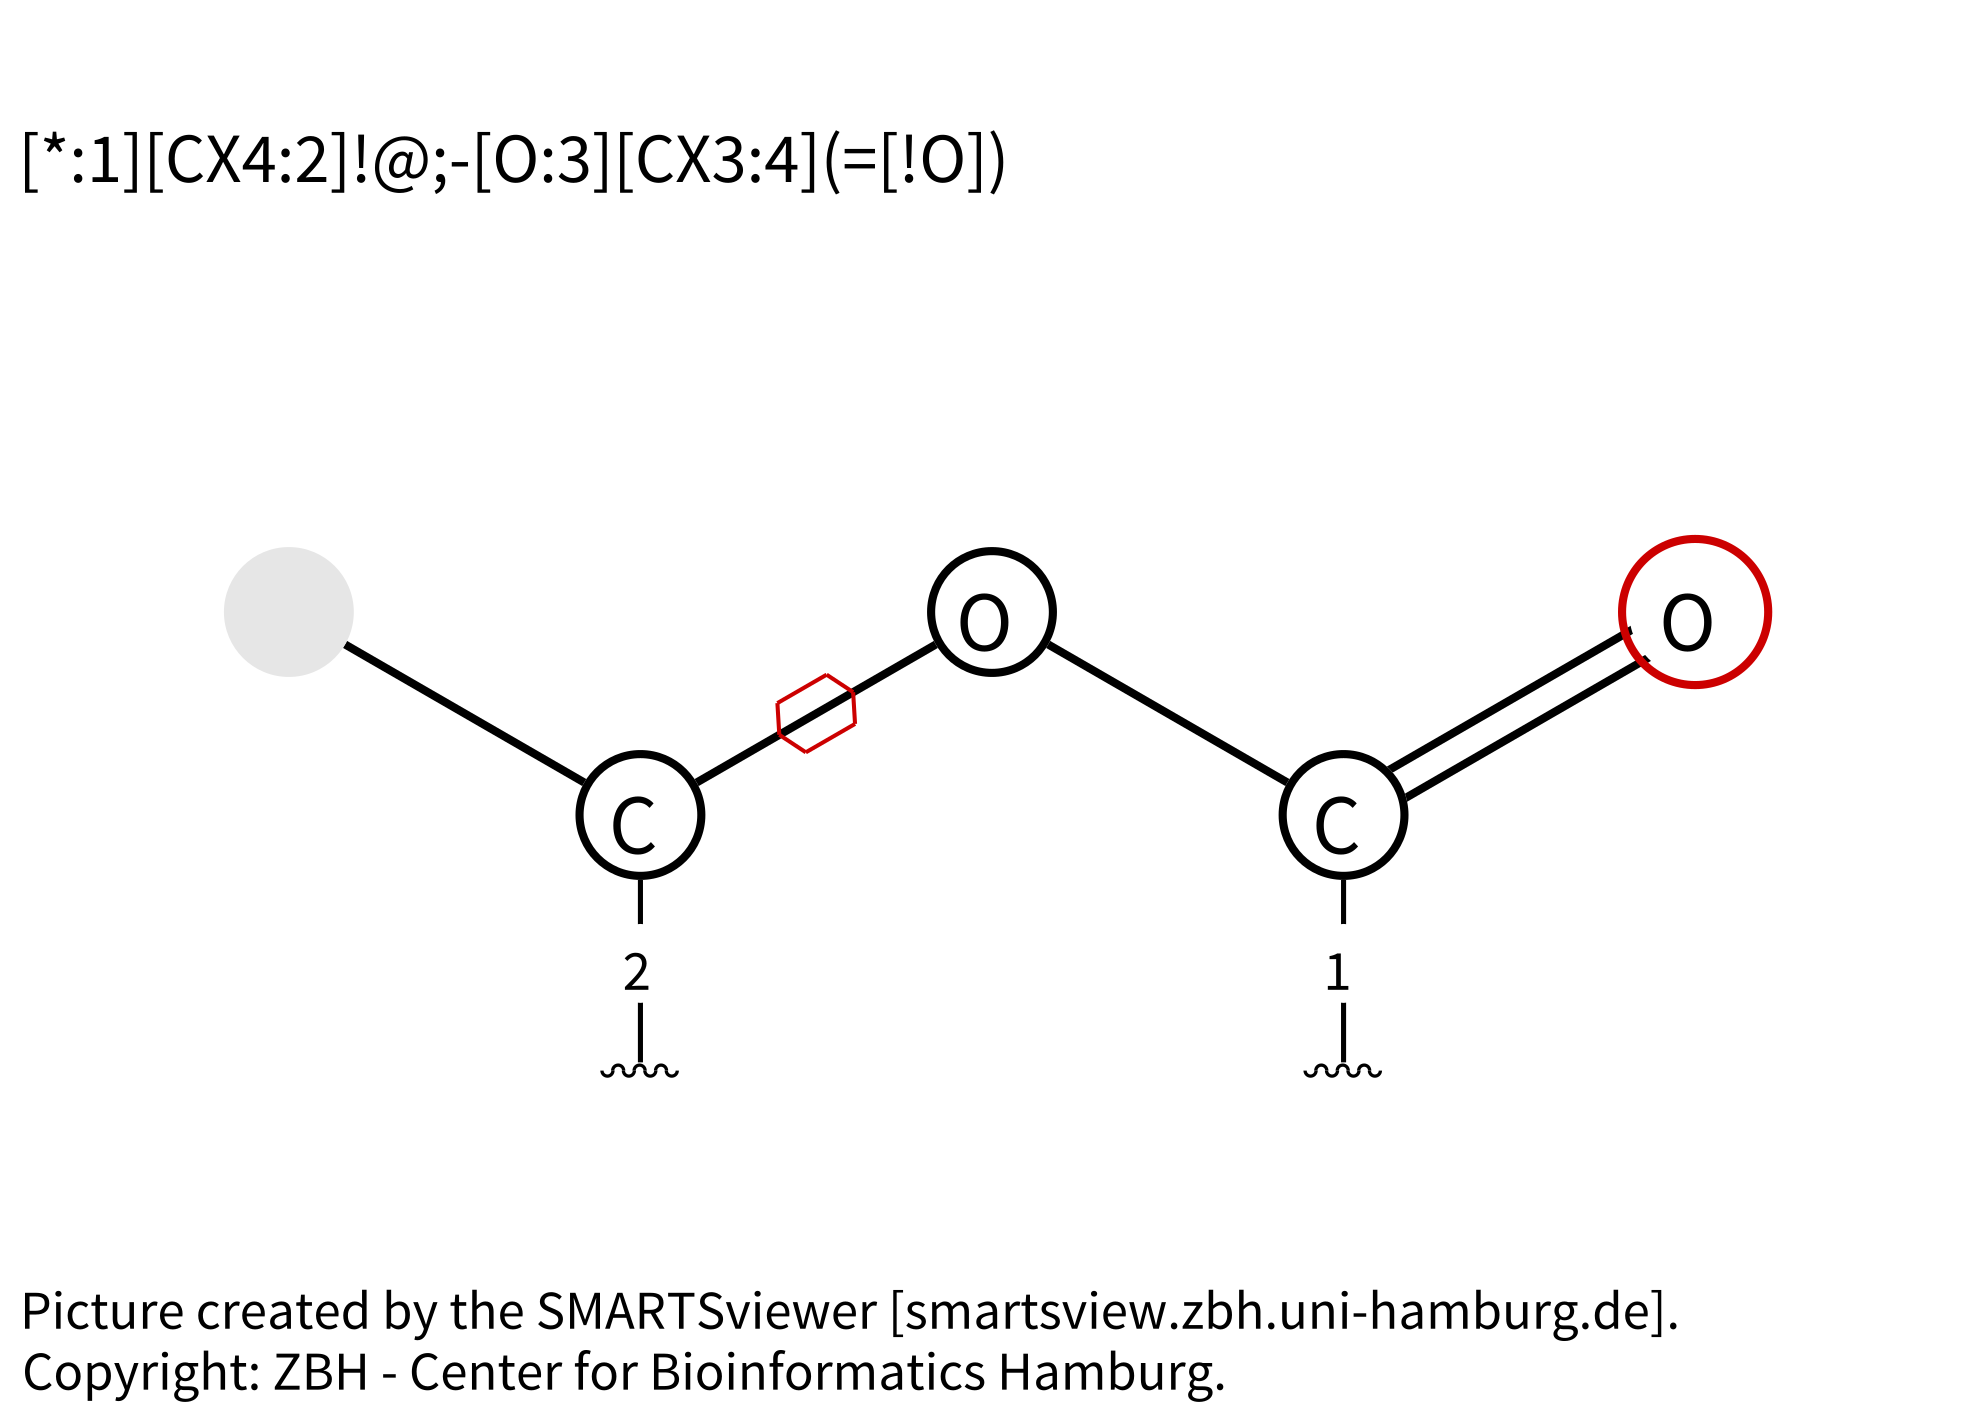 [*:1][CX4:2]!@;-[O:3][CX3:4](=[!O])
O
O
C
C
2
1
Picture created by the SMARTSviewer [smartsview.zbh.uni-hamburg.de].
Copyright: ZBH - Center for Bioinformatics Hamburg.